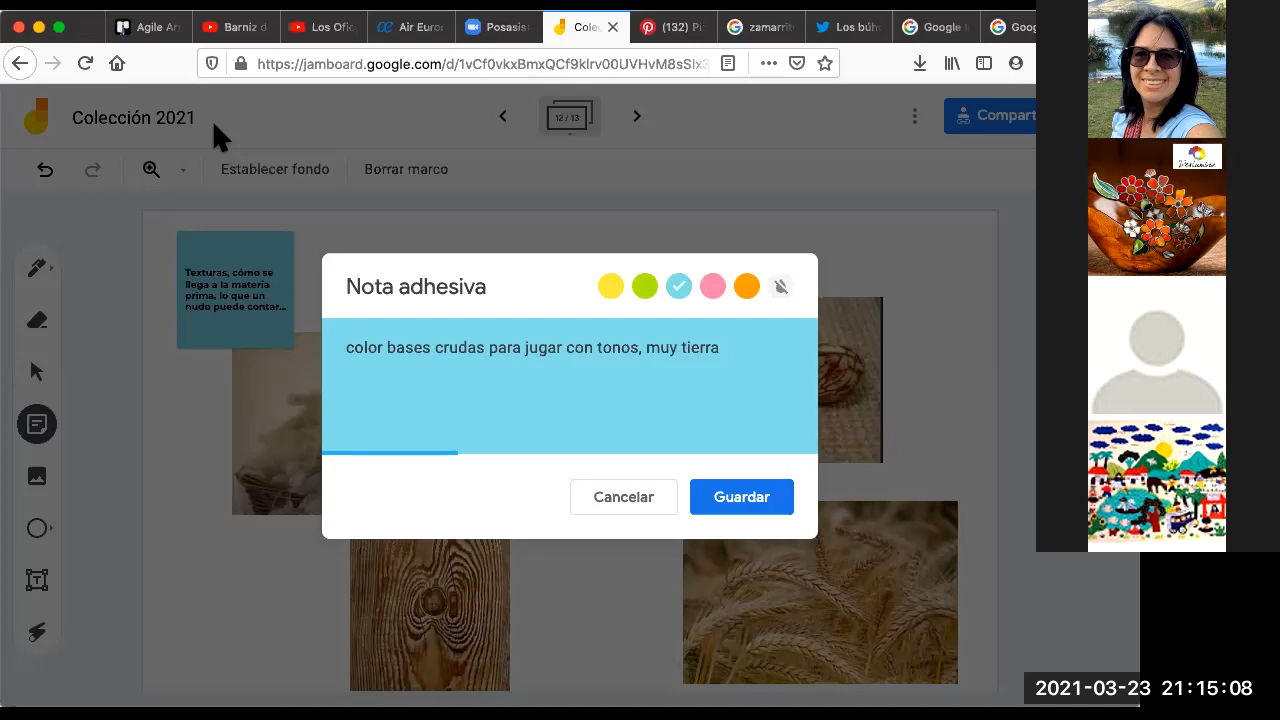 Agile Ar
Barniz d
Los Ofic
Air Euro
Posasis
Colec
(132) Pi
zamarrit
Los búh
Google I
Goog
https://jamboard.google.com/d/1vCf0vkxBmxQCf9klrv00UVHvM8sSlx3
Colección 2021
12 / 13
Compart
Establecer fondo
Borrar marco
Texturas, cómo se
llega a la materia
prima, lo que un
nudo puede contar...
Nota adhesiva
color bases crudas para jugar con tonos, muy tierra
Cancelar
Guardar
2021-03-23 21:15:08